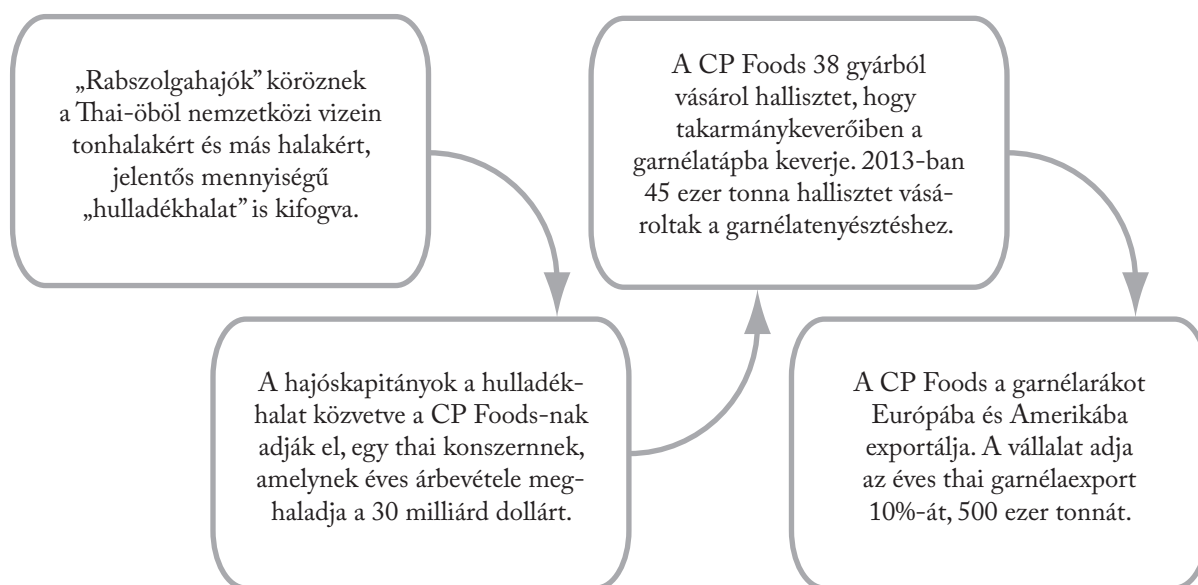 „Rabszolgahajók” köröznek
a Thai-öböl nemzetközi vizein
tonhalakért és más halakért,
jelentős mennyiségű
„hulladékhalat” is kifogva.
A hajóskapitányok a hulladék-
halat közvetve a CP Foods-nak
adják el, egy thai konszernnek,
amelynek éves árbevétele meg-
haladja a 30 milliárd dollárt.
A CP Foods 38 gyárból
vásárol hallisztet, hogy
takarmánykeverőiben a
garnélatápba keverje. 2013-ban
45 ezer tonna hallisztet vásá-
roltak a garnélatenyésztéshez.
A CP Foods a garnélarákot
Európába és Amerikába
exportálja. A vállalat adja
az éves thai garnélaexport
10%-át, 500 ezer tonnát.